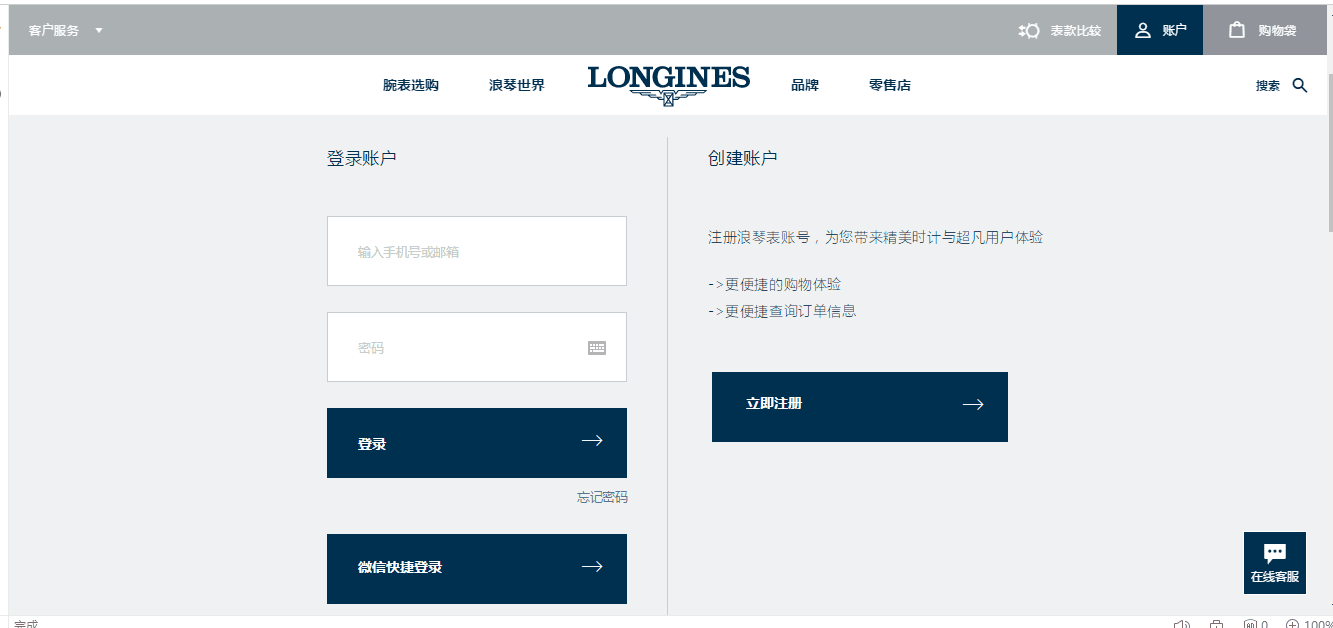 客户服务
表款比较
账户
购物袋
腕表选购
浪琴世界
LONGINES
品牌
零售店
搜索
登录账户
输入手机号或邮箱
密码
登录
忘记密码
微信快捷登录
创建账户
注册浪琴表账号，为您带来精美时计与超凡用户体验
->更便捷的购物体验
->更便捷查询订单信息
立即注册
在线客服
完成
0
100%